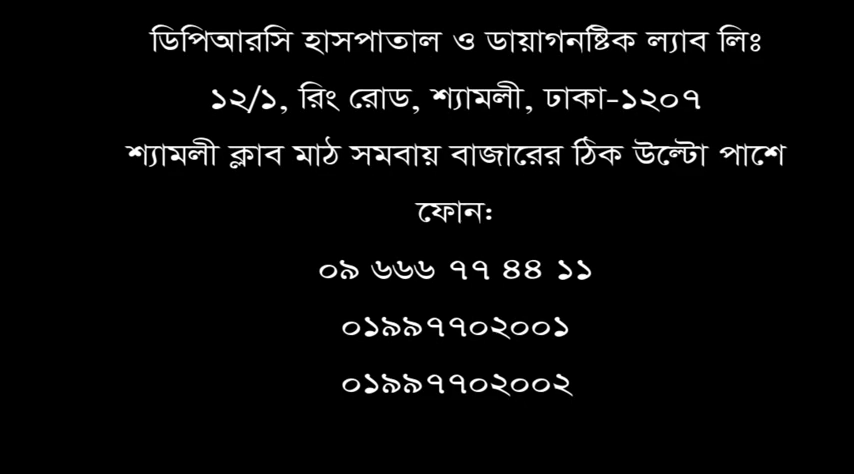 ডিপিআরসি হাসপাতাল ও ডায়াগনষ্টিক ল্যাব লিঃ
১২/১, রিং রোড, শ্যামলী, ঢাকা-১২০৭
শ্যামলী ক্লাব মাঠ সমবায় বাজারের ঠিক উল্টো পাশে
ফোন:
০৯ ৬৬৬ ৭৭ ৪৪ ১১
০১৯৯৭৭০২০০১
০১৯৯৭৭০২০০২